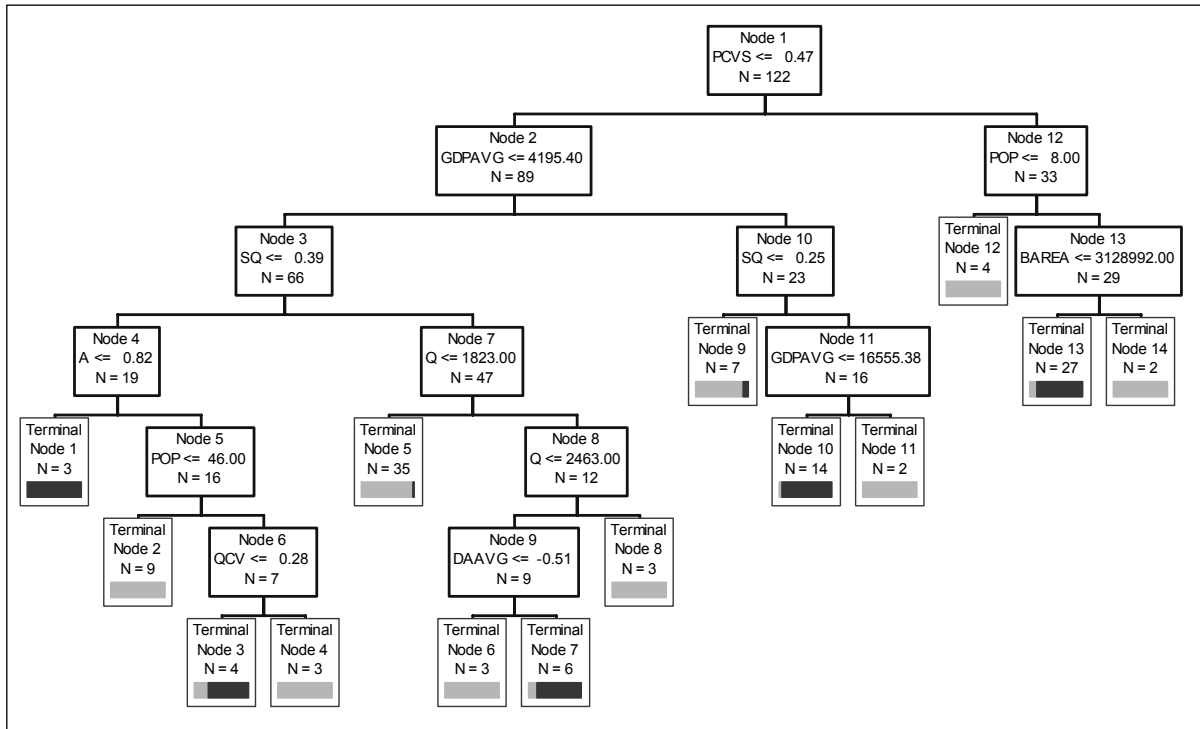 Node 1
PCVS <= 0.47
N = 122
Node 2
GDPAVG <= 4195.40
N = 89
Node 12
POP <= 8.00
N = 33
Node 3
SQ <= 0.39
N = 66
Node 10
SQ <= 0.25
N = 23
Terminal
Node 12
N = 4
Node 13
BAREA <= 3128992.00
N = 29
Node 4
A <= 0.82
N = 19
Node 7
Q <= 1823.00
N = 47
Terminal
Node 9
N = 7
Node 11
GDPAVG <= 16555.38
N = 16
Terminal
Node 13
N = 27
Terminal
Node 14
N = 2
Terminal
Node 1
N = 3
Node 5
POP <= 46.00
N = 16
Terminal
Node 5
N = 35
Node 8
Q <= 2463.00
N = 12
Terminal
Node 10
N = 14
Terminal
Node 11
N = 2
Terminal
Node 2
N = 9
Node 6
QCV <= 0.28
N = 7
Node 9
DAAVG <= -0.51
N = 9
Terminal
Node 8
N = 3
Terminal
Node 3
N = 4
Terminal
Node 4
N = 3
Terminal
Node 6
N = 3
Terminal
Node 7
N = 6